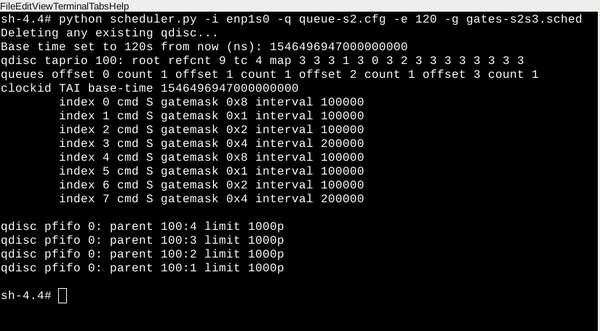 FileEditViewTerminalTabsHelp
sh-4.4# python scheduler.py -i enp1s0 -q queue-s2.cfg -e 120 -g gates-s2s3.sched
Deleting any existing qdisc...
Base time set to 120s from now (ns): 1546496947000000000
qdisc taprio 100: root refcnt 9 tc 4 map 3 3 3 1 3 0 3 2 3 3 3 3 3 3 3 3
queues offset 0 count 1 offset 1 count 1 offset 2 count 1 offset 3 count 1
clockid TAI base-time 1546496947000000000
index 0 cmd S gatemask 0x8 interval 100000
index 1 cmd S gatemask 0x1 interval 100000
index 2 cmd S gatemask 0x2 interval 100000
index 3 cmd S gatemask 0x4 interval 200000
index 4 cmd S gatemask 0x8 interval 100000
index 5 cmd S gatemask 0x1 interval 100000
index 6 cmd S gatemask 0x2 interval 100000
index 7 cmd S gatemask 0x4 interval 200000
qdisc pfifo 0: parent 100:4 limit 1000p
qdisc pfifo 0: parent 100:3 limit 1000p
qdisc pfifo 0: parent 100:2 limit 1000p
qdisc pfifo 0: parent 100:1 limit 1000p
sh-4.4#